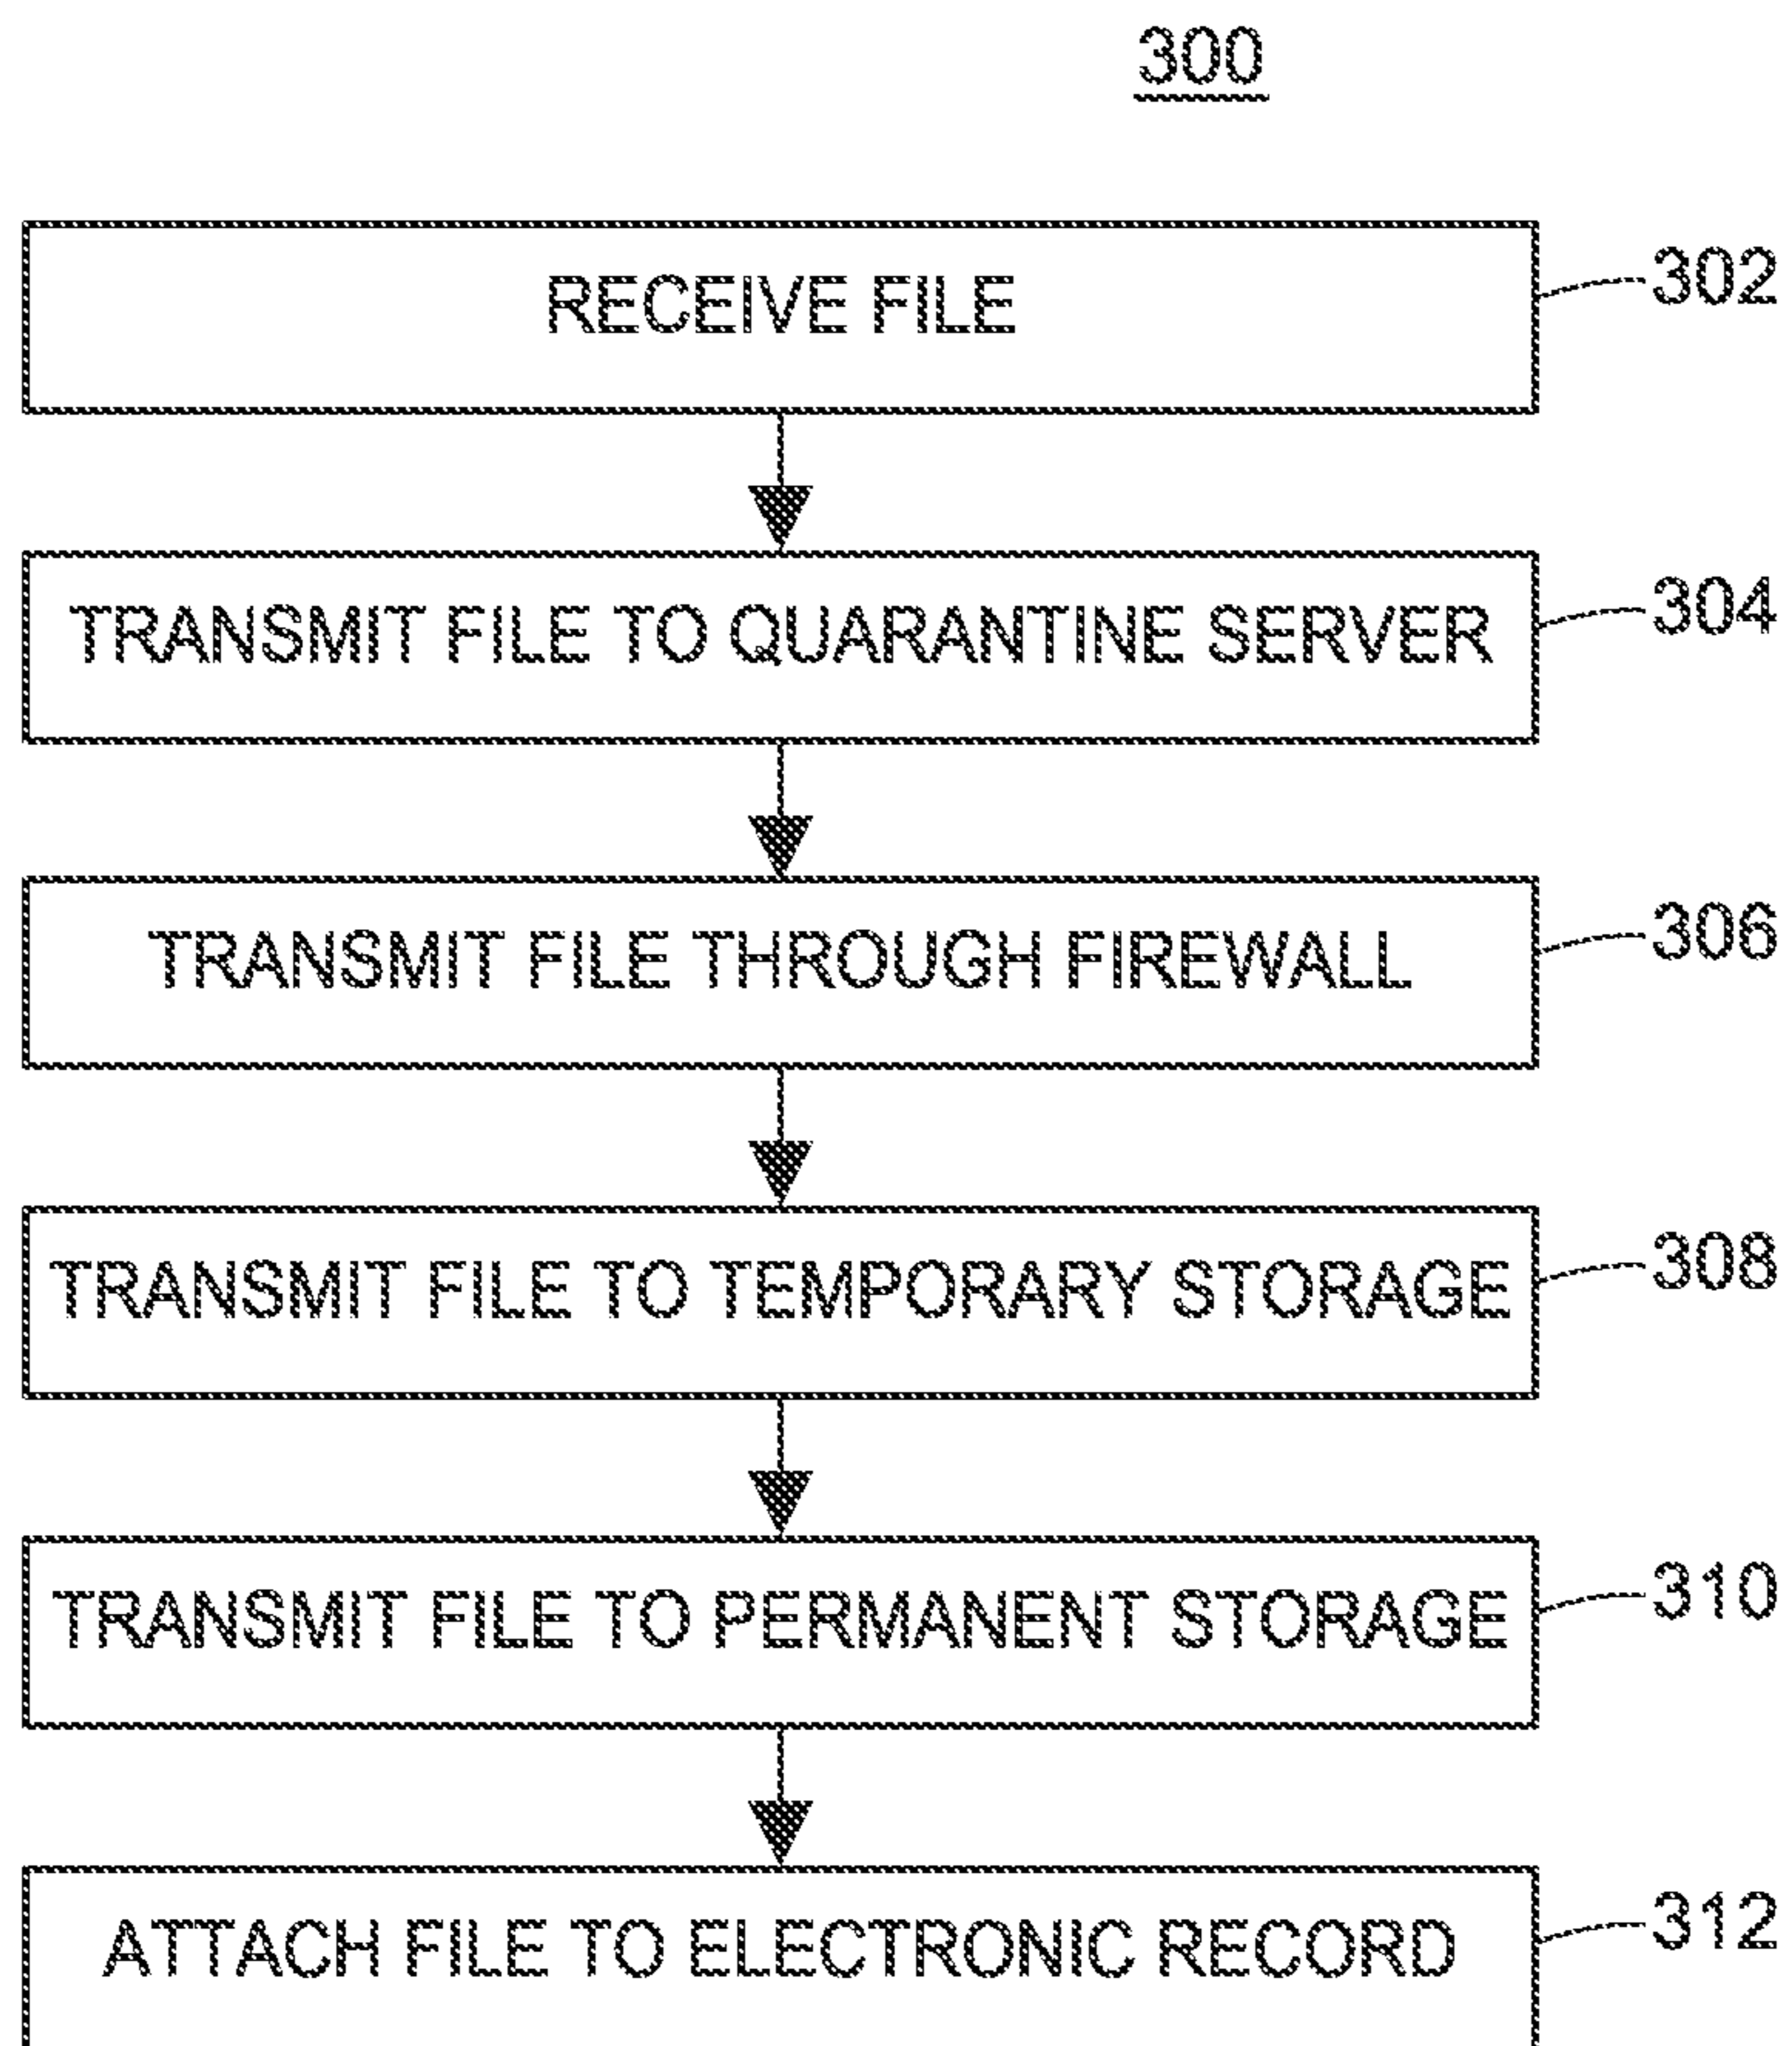 300
RECEIVE FILE
302
TRANSMIT FILE TO QUARANTINE SERVER
304
TRANSMIT FILE THROUGH FIREWALL
306
TRANSMIT FILE TO TEMPORARY STORAGE
308
TRANSMIT FILE TO PERMANENT STORAGE
310
ATTACH FILE TO ELECTRONIC RECORD
312